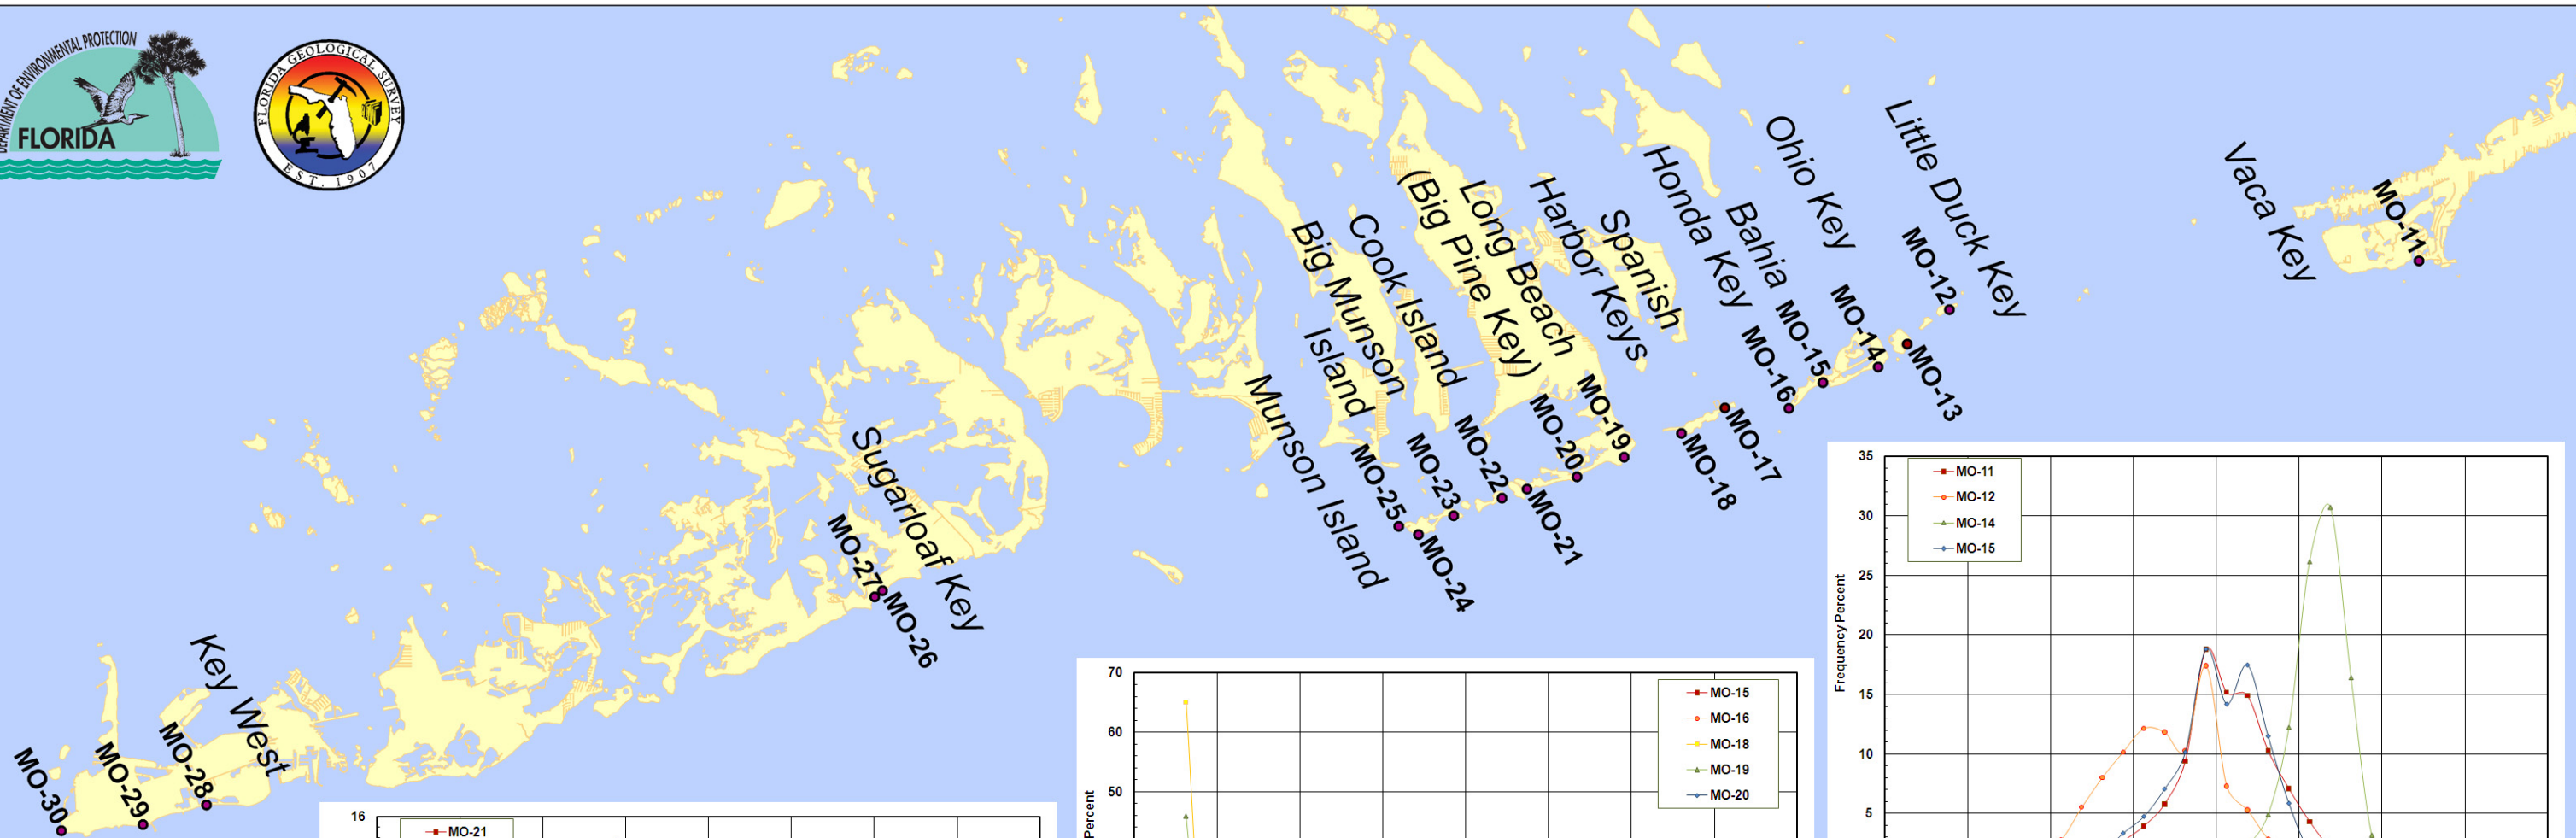 DEPARTMENT OF ENVIRONMENTAL PROTECTION
FLORIDA
FLORIDA GEOLOGICAL SURVEY
EST. 1907
Little Duck Key
Ohio Key
Vaca Key
Bahia
Honda Key
Spanish
Harbor Keys
Long Beach
(Big Pine Key)
Cook Island
Big Munson
Island
Munson Island
Sugarloaf Key
Key West
MO-11
MO-12
MO-13
MO-14
MO-15
MO-16
MO-17
MO-18
MO-19
MO-20
MO-21
MO-22
MO-23
MO-24
MO-25
MO-26
MO-27
MO-28
MO-29
MO-30
16
MO-21
70
60
50
Percent
MO-15
MO-16
MO-18
MO-19
MO-20
35
30
25
20
15
10
5
Frequency Percent
MO-11
MO-12
MO-14
MO-15